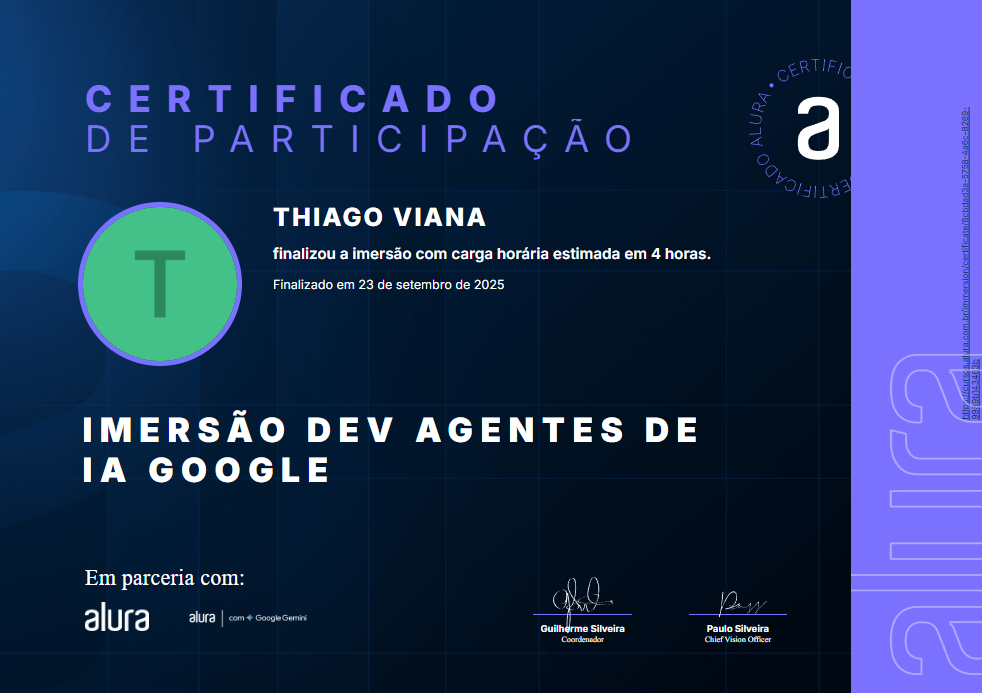 CERTIFICADO
DE PARTICIPAÇÃO
CERTIFICADO ALURA • CERTIFIC
a
T
THIAGO VIANA
finalizou a imersão com carga horária estimada em 4 horas.
Finalizado em 23 de setembro de 2025
IMERSÃO DEV AGENTES DE
IA GOOGLE
Em parceria com:
alura
alura | com Google Gemini
Guilherme Silveira
Coordenador
Paulo Silveira
Chief Vision Officer
alura